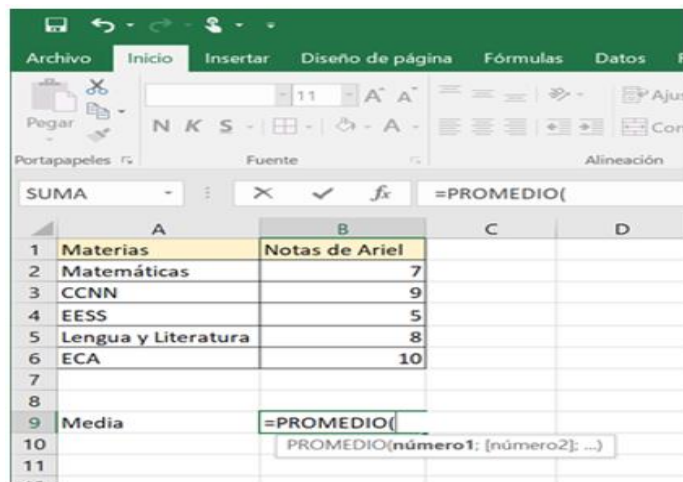 Archivo Inicio Insertar Diseño de página Fórmulas Datos
11 A A
Pegar N K S A
Portapapeles Fuente Alineación
SUMA fx =PROMEDIO(
A B C D
1 Materias Notas de Ariel
2 Matemáticas 7
3 CCNN 9
4 EESS 5
5 Lengua y Literatura 8
6 ECA 10
7
8
9 Media =PROMEDIO(
10 PROMEDIO(número1; [número2]; ...)
11